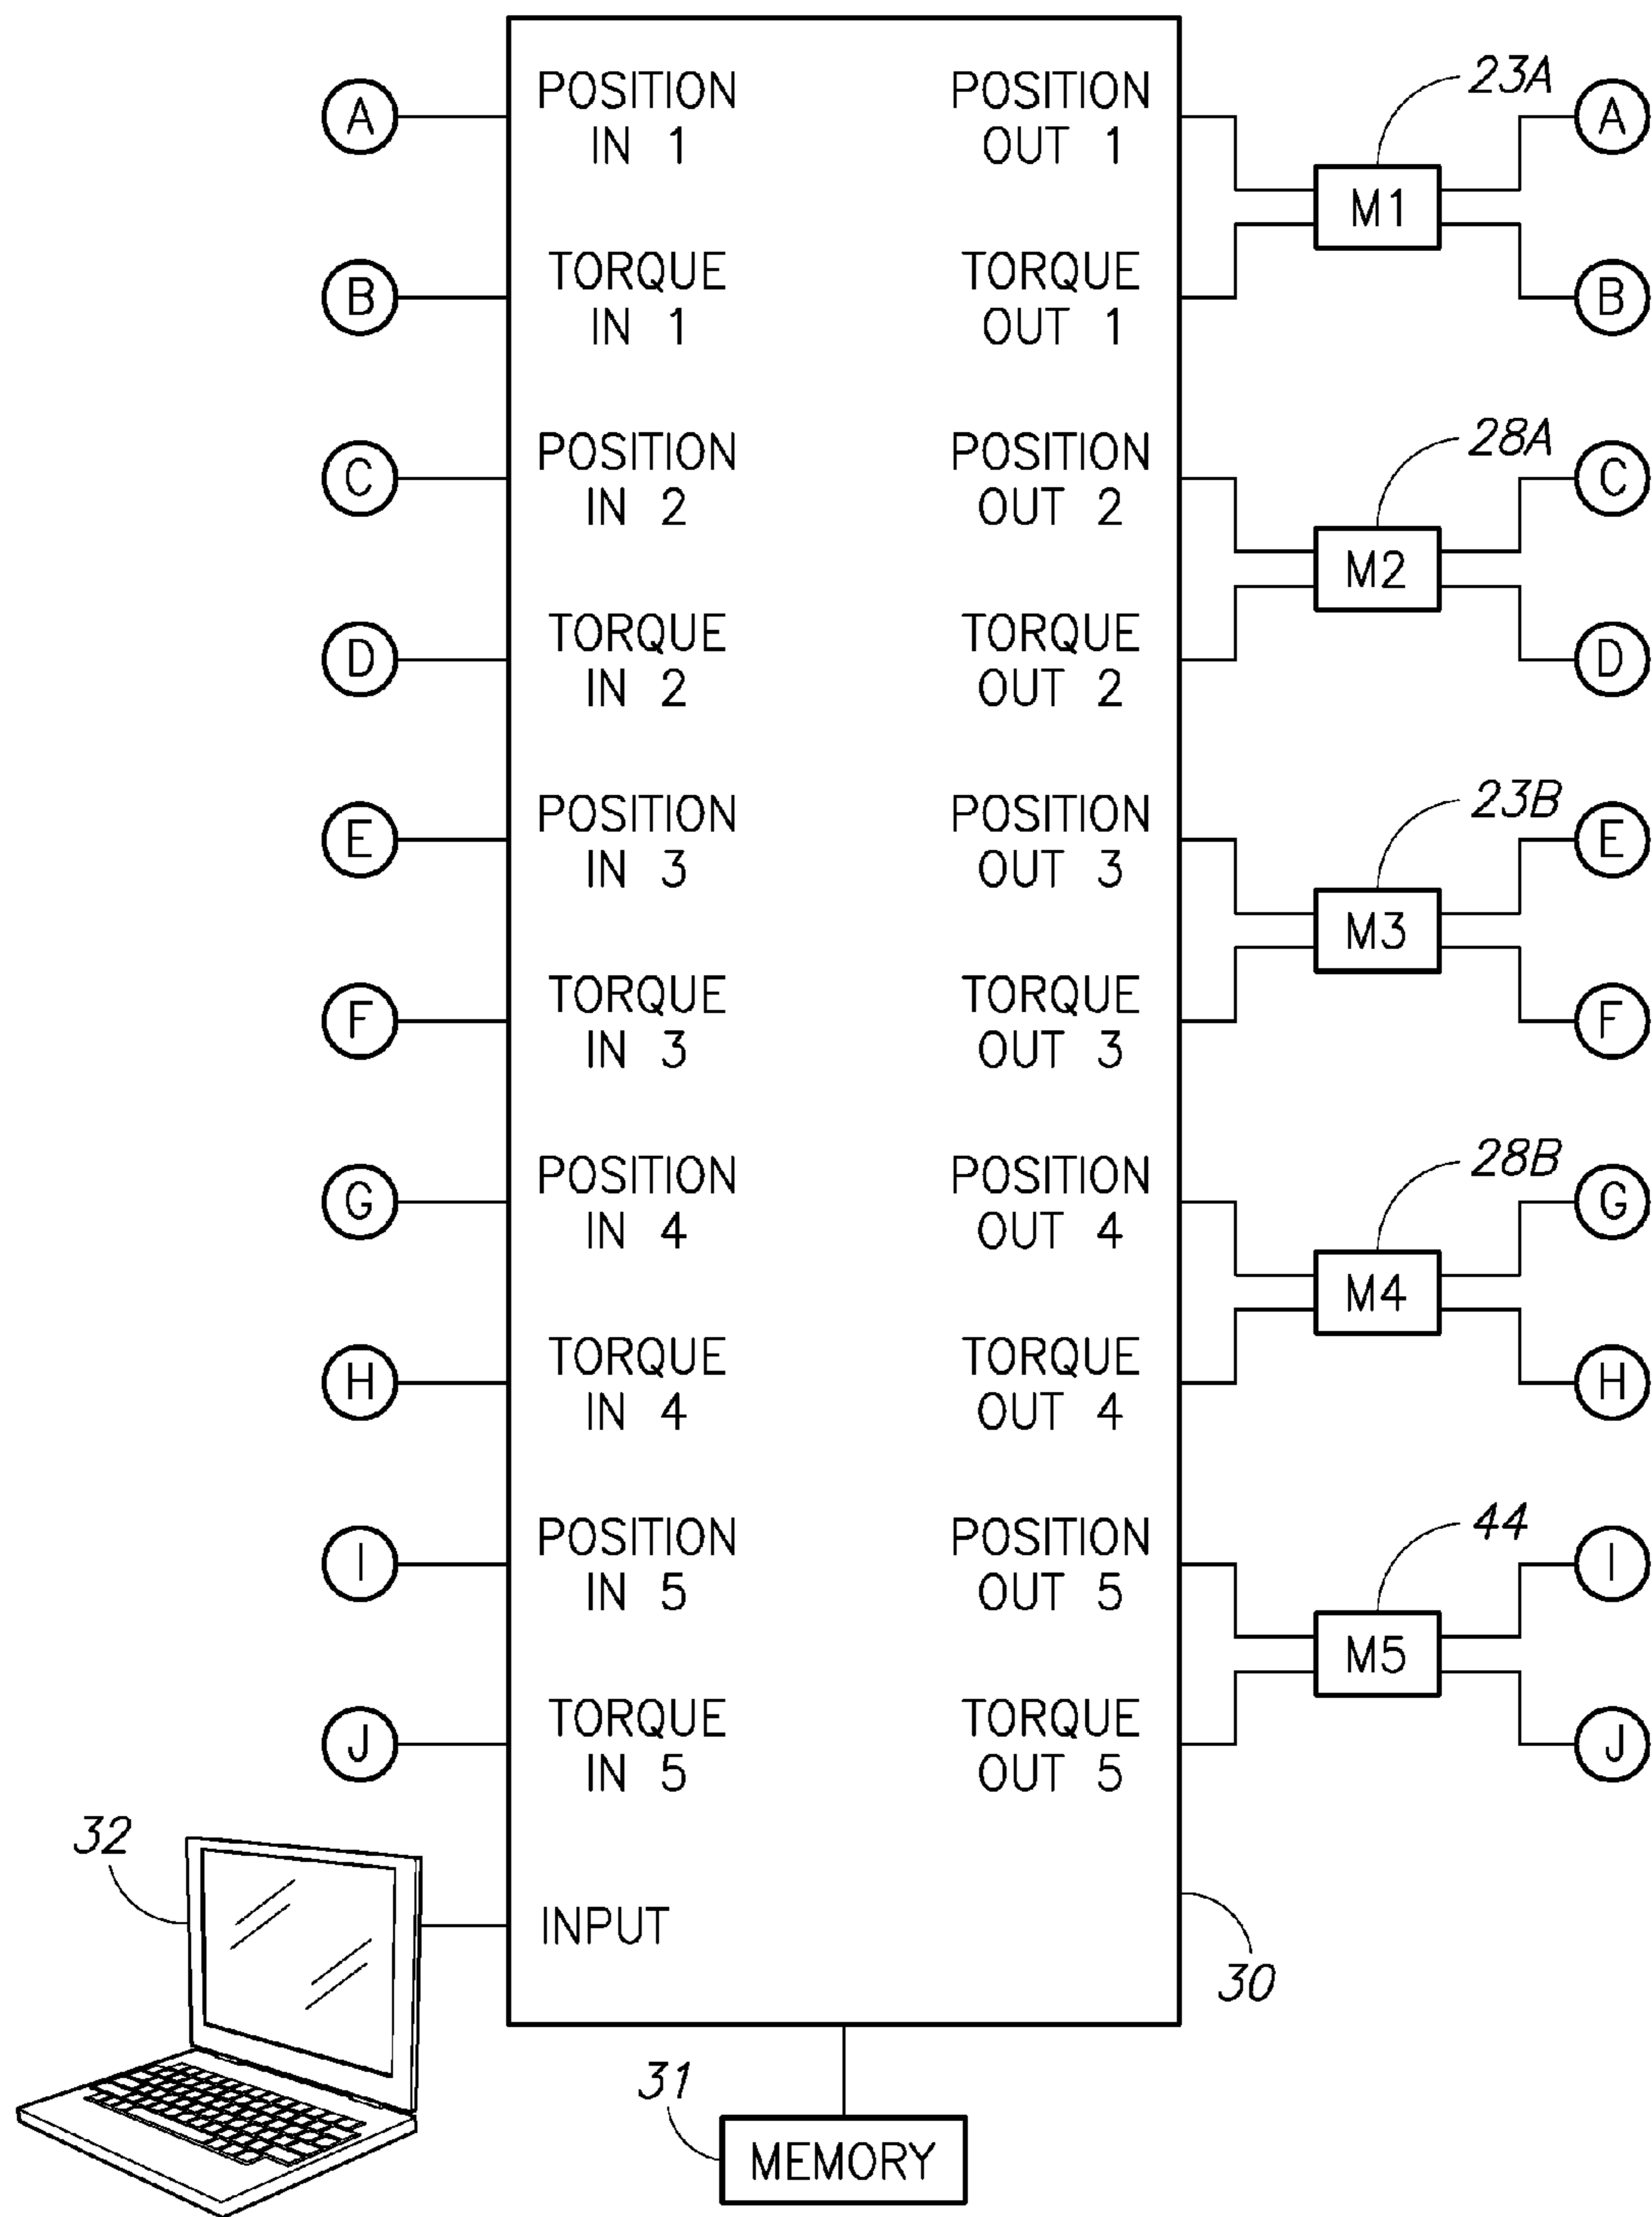 POSITION
IN 1
POSITION
OUT 1
23A
A
A
M1
B
TORQUE
IN 1
TORQUE
OUT 1
B
28A
C
POSITION
IN 2
POSITION
OUT 2
C
M2
D
TORQUE
IN 2
TORQUE
OUT 2
D
23B
E
POSITION
IN 3
POSITION
OUT 3
E
M3
F
TORQUE
IN 3
TORQUE
OUT 3
F
28B
G
POSITION
IN 4
POSITION
OUT 4
G
M4
H
TORQUE
IN 4
TORQUE
OUT 4
H
44
I
POSITION
IN 5
POSITION
OUT 5
I
M5
J
TORQUE
IN 5
TORQUE
OUT 5
J
32
INPUT
30
31
MEMORY